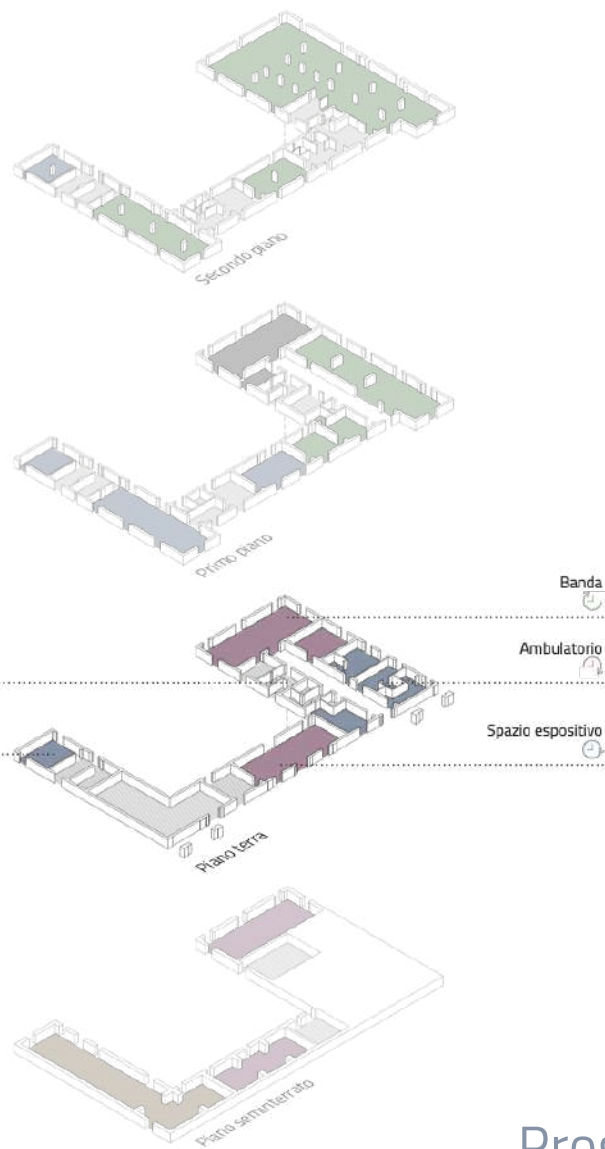 Secondo piano
Primo piano
Banda
Ambulatorio
Spazio espositivo
Piano terra
Piano seminterrato